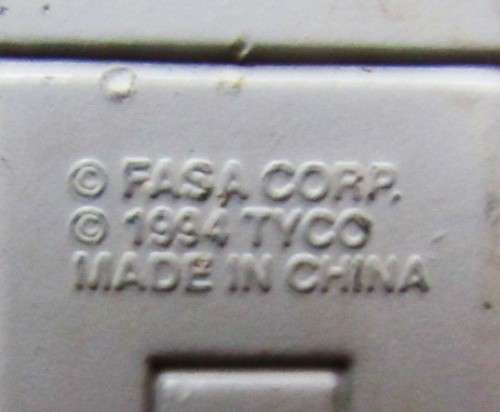 © FASA CORP.
© 1994 TYCO
MADE IN CHINA